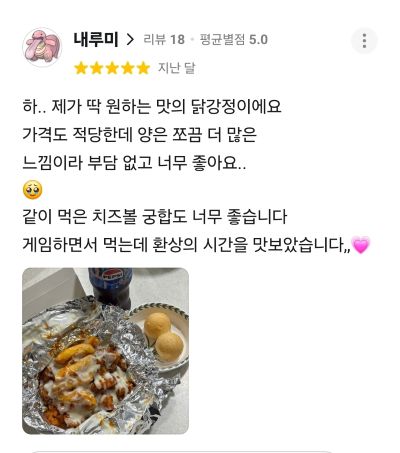 내루미 > 리뷰 18 · 평균별점 5.0
지난 달
하.. 제가 딱 원하는 맛의 닭강정이에요
가격도 적당한데 양은 쪼끔 더 많은
느낌이라 부담 없고 너무 좋아요..
🥹
같이 먹은 치즈볼 궁합도 너무 좋습니다
게임하면서 먹는데 환상의 시간을 맛보았습니다,,💗